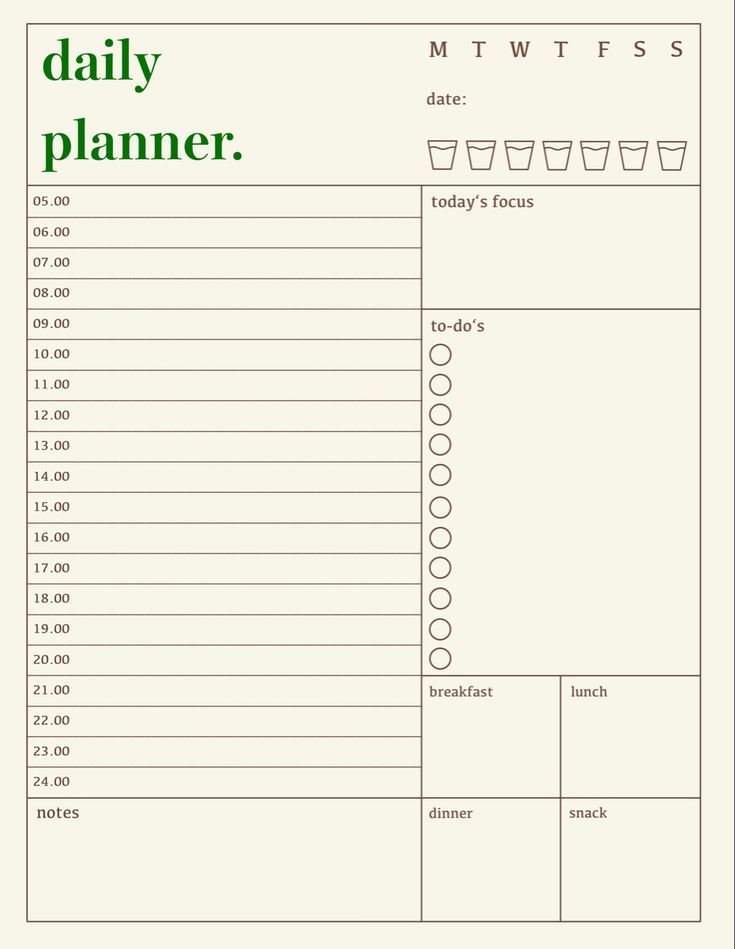 daily
planner.
M T W T F S S
date:
05.00
06.00
07.00
08.00
09.00
10.00
11.00
12.00
13.00
14.00
15.00
16.00
17.00
18.00
19.00
20.00
21.00
22.00
23.00
24.00
notes
today‘s focus
to-do‘s
breakfast
lunch
dinner
snack